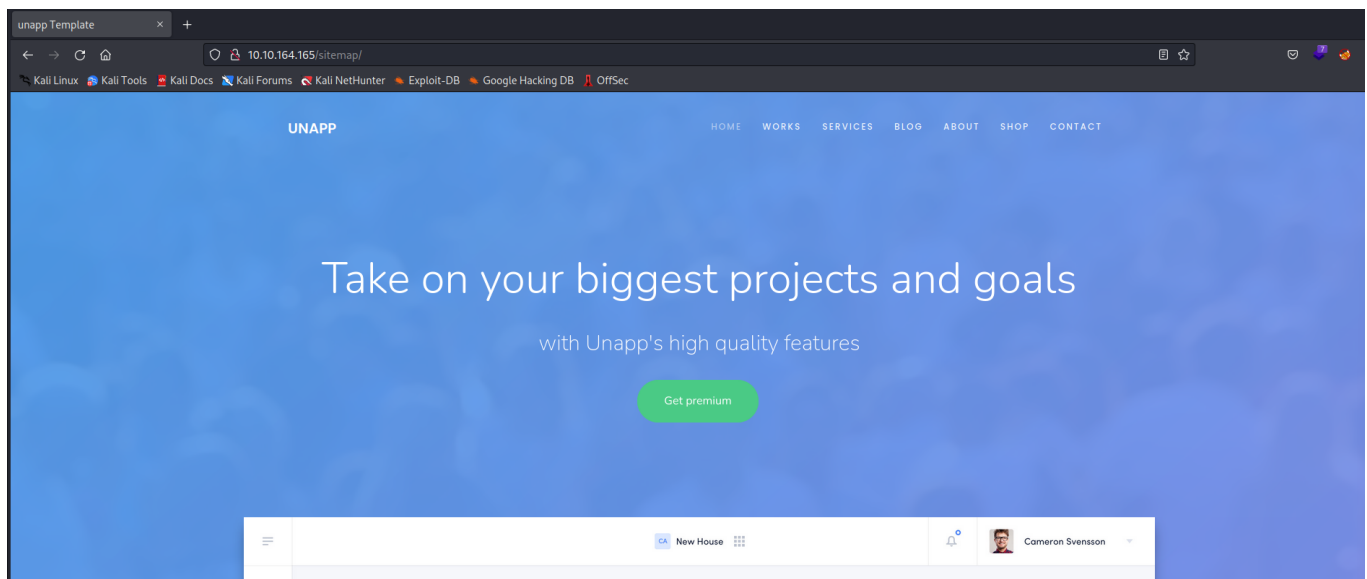 unapp Template
10.10.164.165/sitemap/
7
Kali Linux Kali Tools Kali Docs Kali Forums Kali NetHunter Exploit-DB Google Hacking DB OffSec
UNAPP HOME WORKS SERVICES BLOG ABOUT SHOP CONTACT
Take on your biggest projects and goals
with Unapp's high quality features
Get premium
CA New House Cameron Svensson